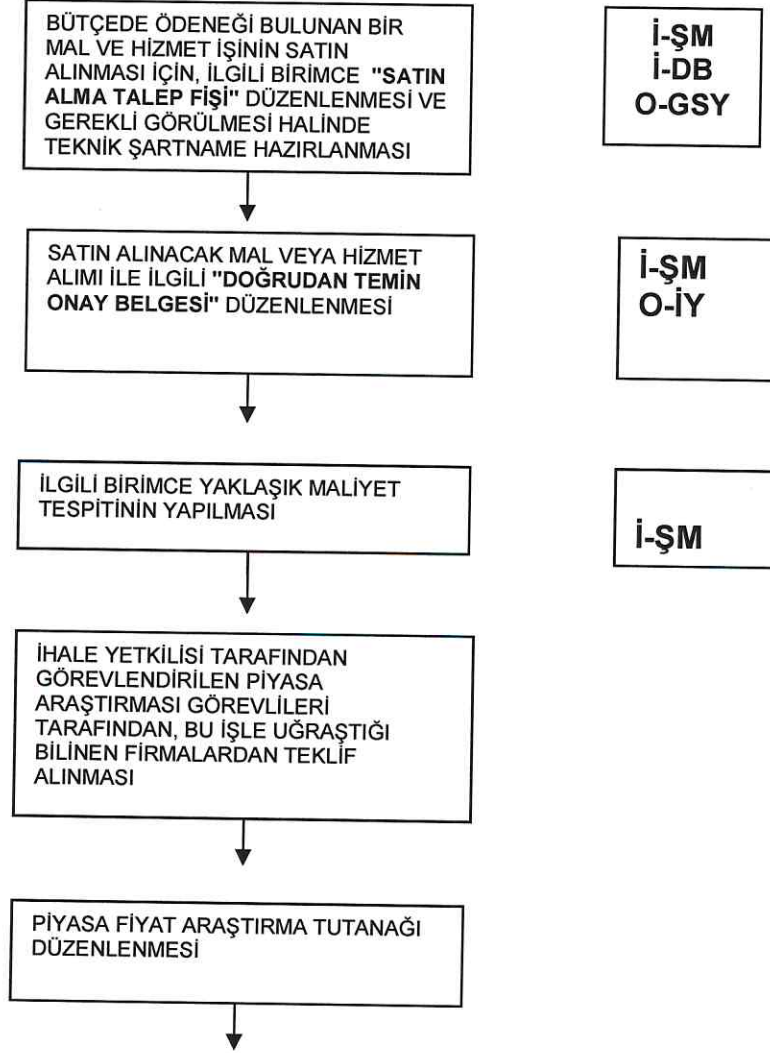 BÜTÇEDE ÖDENEĞİ BULUNAN BİR
MAL VE HİZMET İŞİNİN SATIN
ALINMASI İÇİN, İLGİLİ BİRİMCE "SATIN
ALMA TALEP FİŞİ" DÜZENLENMESİ VE
GEREKLİ GÖRÜLMESİ HALİNDE
TEKNİK ŞARTNAME HAZIRLANMASI
İ-ŞM
İ-DB
O-GSY
SATIN ALINACAK MAL VEYA HİZMET
ALIMI İLE İLGİLİ "DOĞRUDAN TEMİN
ONAY BELGESİ" DÜZENLENMESİ
İ-ŞM
O-İY
İLGİLİ BİRİMCE YAKLAŞIK MALİYET
TESPİTİNİN YAPILMASI
İ-ŞM
İHALE YETKİLİSİ TARAFINDAN
GÖREVLENDİRİLEN PİYASA
ARAŞTIRMASI GÖREVLİLERİ
TARAFINDAN, BU İŞLE UĞRAŞTIĞI
BİLİNEN FİRMALARDAN TEKLİF
ALINMASI
PİYASA FİYAT ARAŞTIRMA TUTANAĞI
DÜZENLENMESİ